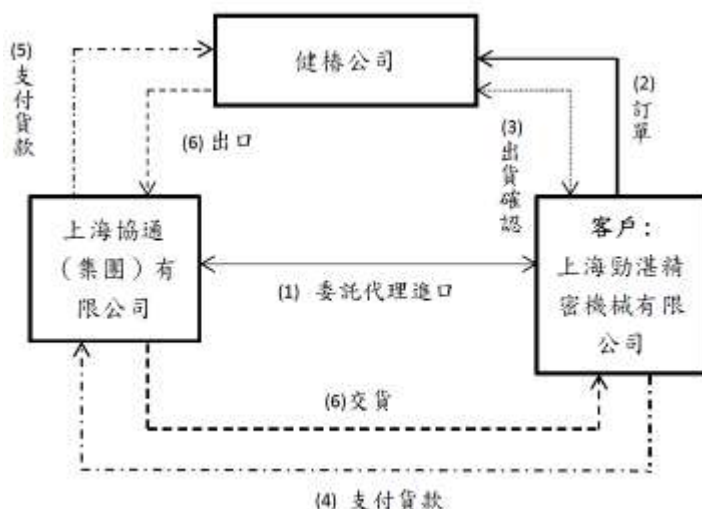 健椿公司
(5)
支付貨款
(2)
訂單
(6) 出口
(3)
出貨確認
上海協通
（集團）有
限公司
客戶：
上海勁湛精
密機械有限
公司
(1) 委託代理進口
(6)交貨
(4) 支付貨款